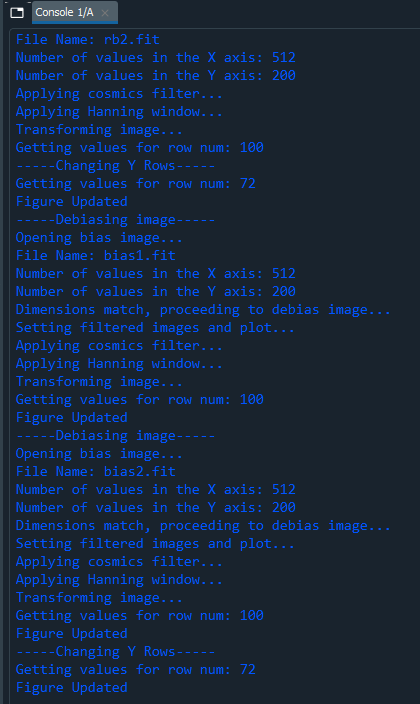 Console 1/A
File Name: rb2.fit
Number of values in the X axis: 512
Number of values in the Y axis: 200
Applying cosmics filter...
Applying Hanning window...
Transforming image...
Getting values for row num: 100
-----Changing Y Rows-----
Getting values for row num: 72
Figure Updated
-----Debiasing image-----
Opening bias image...
File Name: bias1.fit
Number of values in the X axis: 512
Number of values in the Y axis: 200
Dimensions match, proceeding to debias image...
Setting filtered images and plot...
Applying cosmics filter...
Applying Hanning window...
Transforming image...
Getting values for row num: 100
Figure Updated
-----Debiasing image-----
Opening bias image...
File Name: bias2.fit
Number of values in the X axis: 512
Number of values in the Y axis: 200
Dimensions match, proceeding to debias image...
Setting filtered images and plot...
Applying cosmics filter...
Applying Hanning window...
Transforming image...
Getting values for row num: 100
Figure Updated
-----Changing Y Rows-----
Getting values for row num: 72
Figure Updated